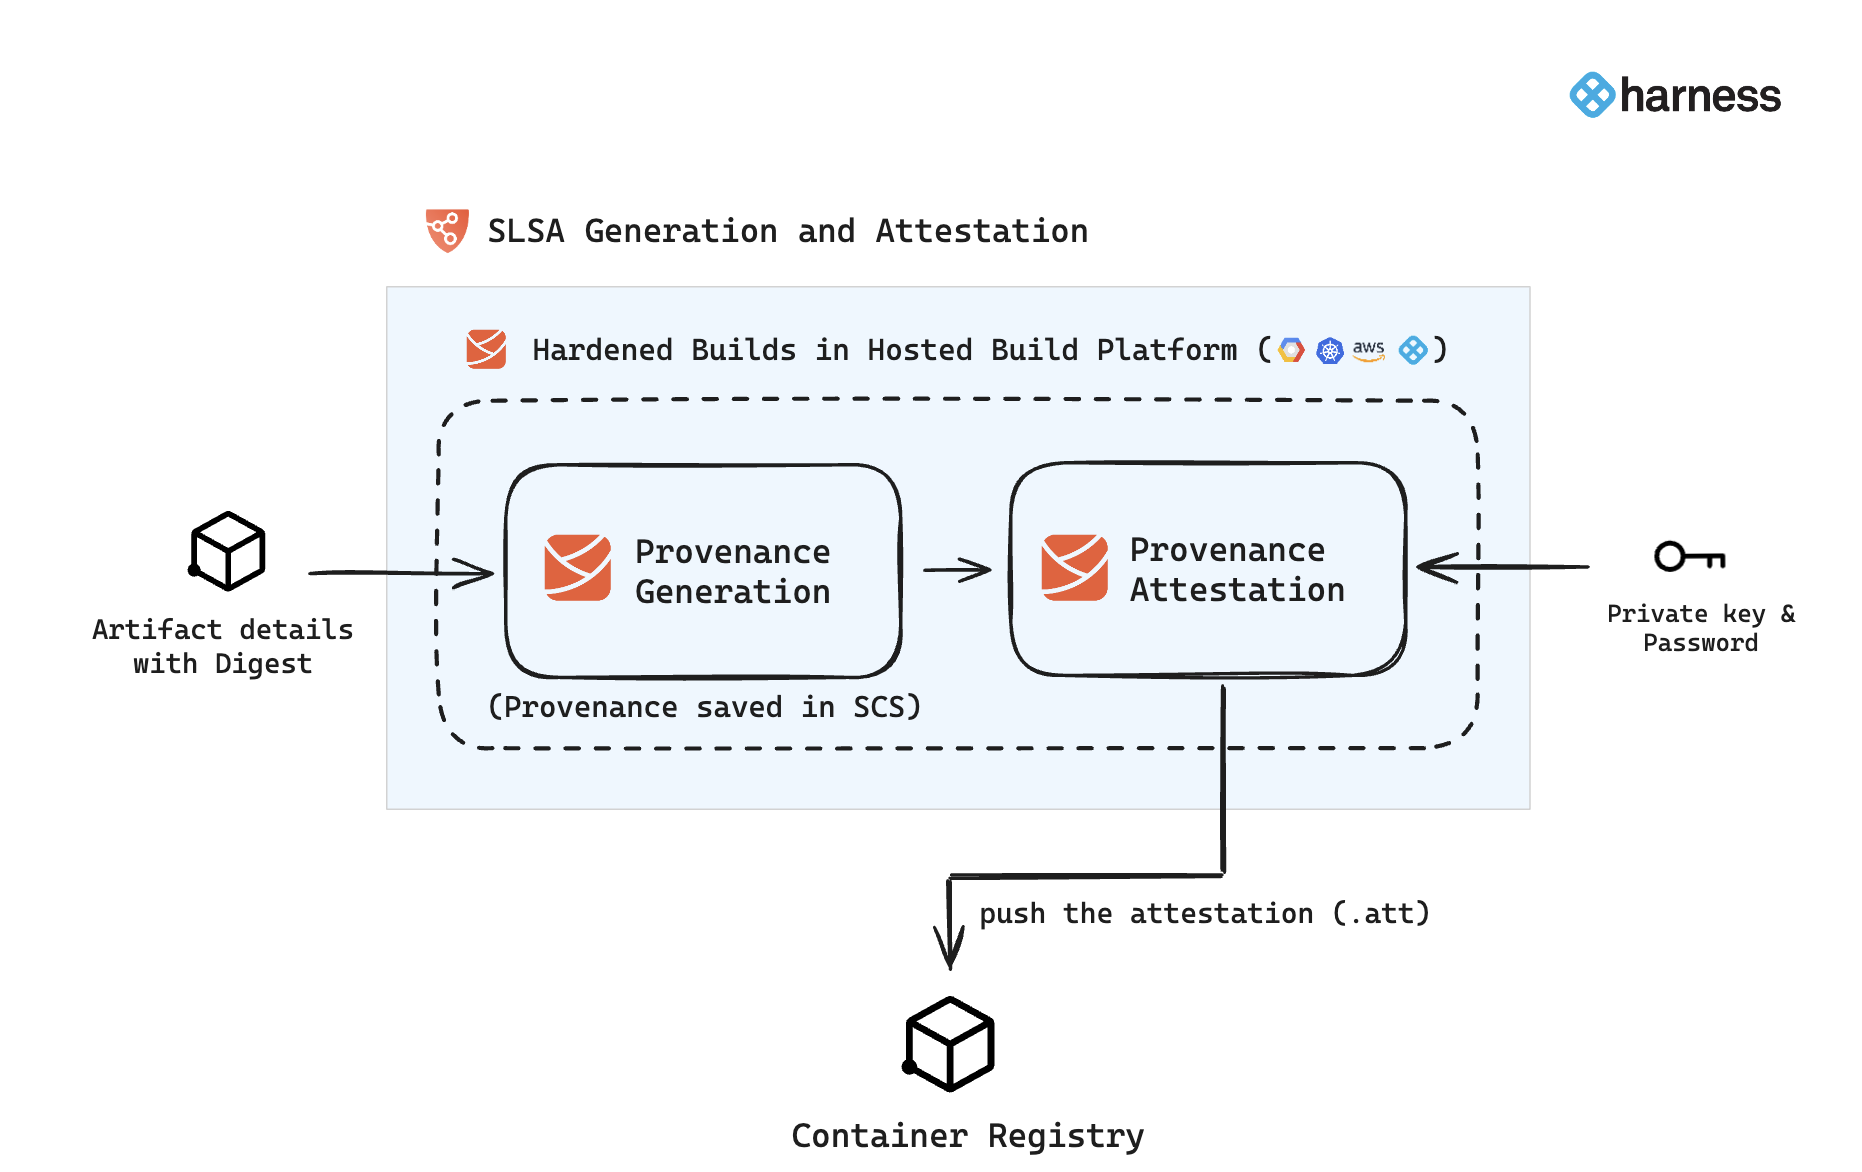 harness
SLSA Generation and Attestation
Hardened Builds in Hosted Build Platform ( aws )
Provenance
Generation
Provenance
Attestation
(Provenance saved in SCS)
Artifact details
with Digest
Private key &
Password
push the attestation (.att)
Container Registry